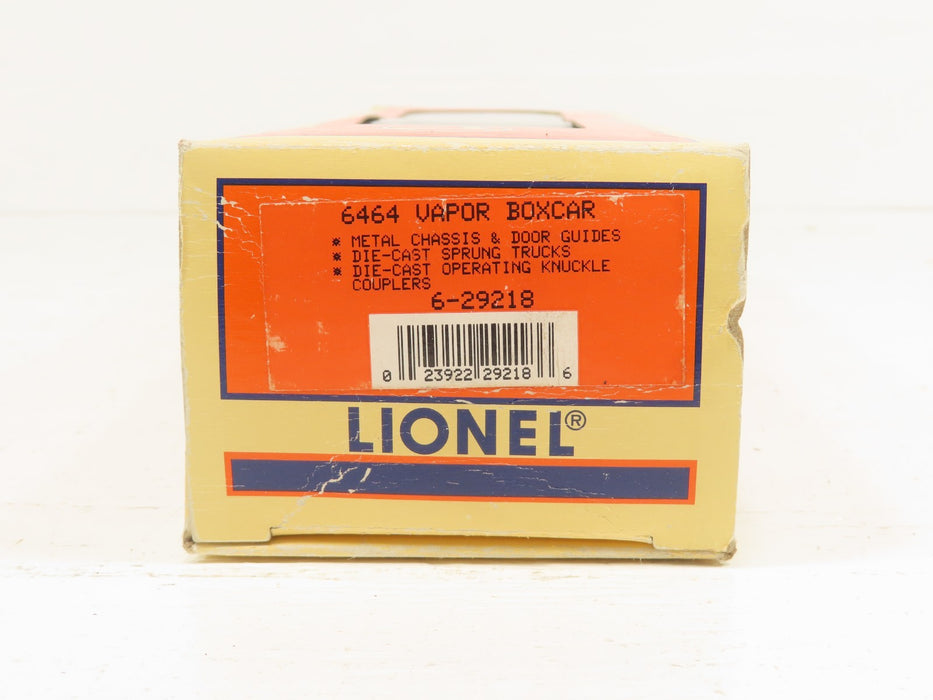 6464 VAPOR BOXCAR
* METAL CHASSIS & DOOR GUIDES
* DIE-CAST SPRUNG TRUCKS
* DIE-CAST OPERATING KNUCKLE
COUPLERS
6-29218
0 23922 29218 6
LIONEL®